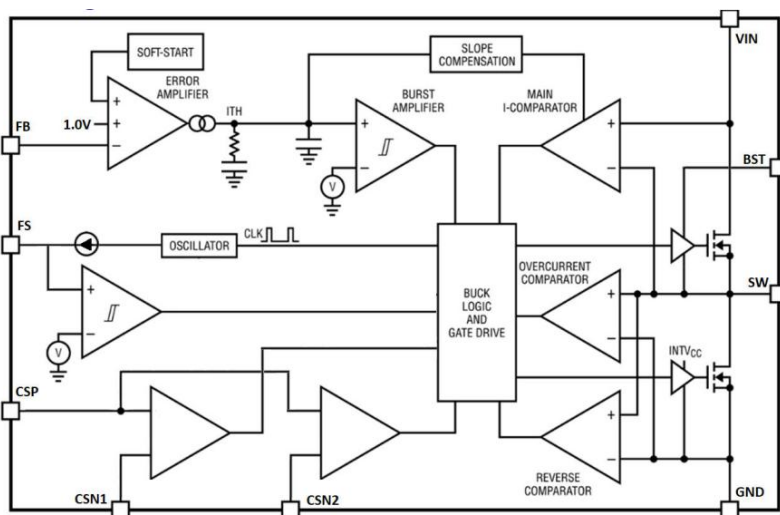 VIN
SOFT-START
SLOPE
COMPENSATION
ERROR
AMPLIFIER
ITH
BURST
AMPLIFIER
MAIN
I-COMPARATOR
FB
1.0V
+
+
−
+
−
+
−
V
BST
FS
OSCILLATOR
CLK
BUCK
LOGIC
AND
GATE DRIVE
OVERCURRENT
COMPARATOR
SW
+
−
+
−
V
INTVCC
CSP
+
−
REVERSE
COMPARATOR
CSN1
CSN2
GND